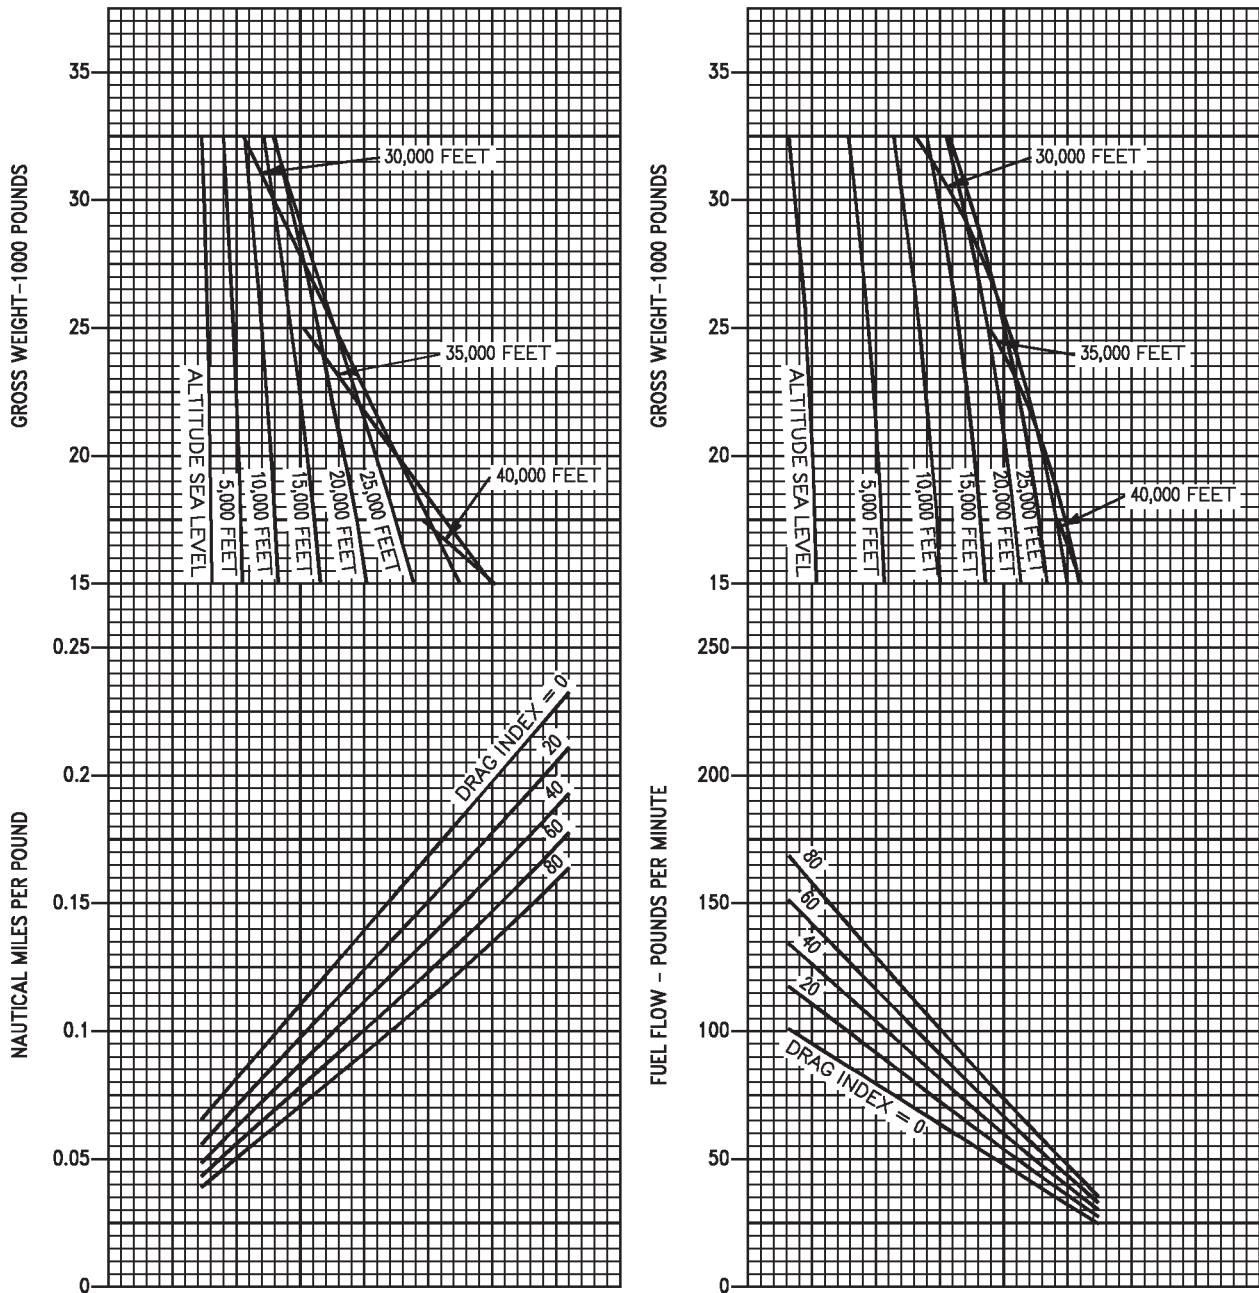 GROSS WEIGHT-1000 POUNDS
35
30
25
20
15
30,000 FEET
35,000 FEET
40,000 FEET
ALTITUDE SEA LEVEL
5,000 FEET
10,000 FEET
15,000 FEET
20,000 FEET
25,000 FEET
NAUTICAL MILES PER POUND
0.25
0.2
0.15
0.1
0.05
0
DRAG INDEX = 0
20
40
60
80
GROSS WEIGHT-1000 POUNDS
35
30
25
20
15
30,000 FEET
35,000 FEET
40,000 FEET
ALTITUDE SEA LEVEL
5,000 FEET
10,000 FEET
15,000 FEET
20,000 FEET
25,000 FEET
FUEL FLOW - POUNDS PER MINUTE
250
200
150
100
50
0
80
60
40
20
DRAG INDEX = 0